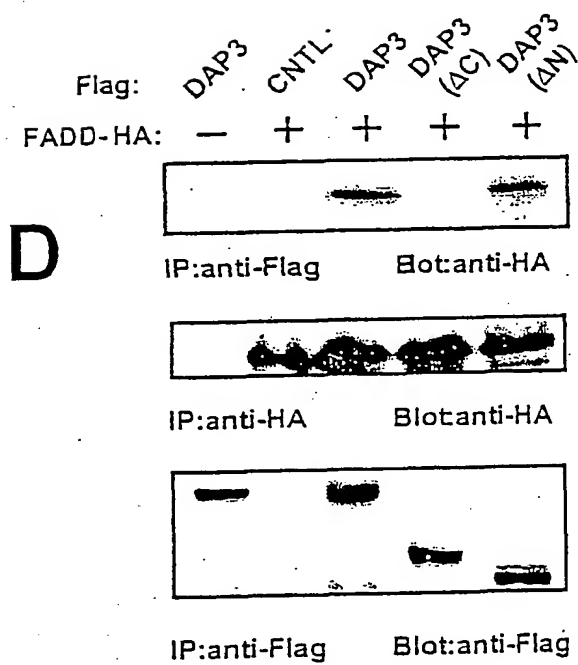 Flag: DAP3 CNTL DAP3 DAP3 (ΔC) DAP3 (ΔN)
FADD-HA: — + + + +
D
IP:anti-Flag Blot:anti-HA
IP:anti-HA Blot:anti-HA
IP:anti-Flag Blot:anti-Flag